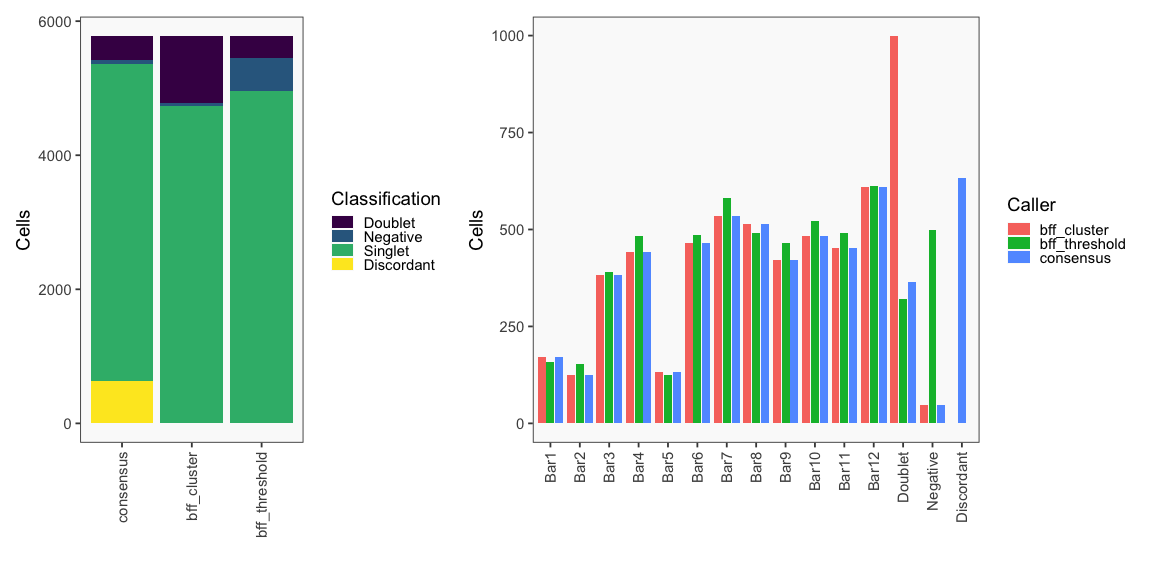 Cells
6000
4000
2000
0
consensus
bff_cluster
bff_threshold
Classification
Doublet
Negative
Singlet
Discordant
Cells
1000
750
500
250
0
Bar1
Bar2
Bar3
Bar4
Bar5
Bar6
Bar7
Bar8
Bar9
Bar10
Bar11
Bar12
Doublet
Negative
Discordant
Caller
bff_cluster
bff_threshold
consensus